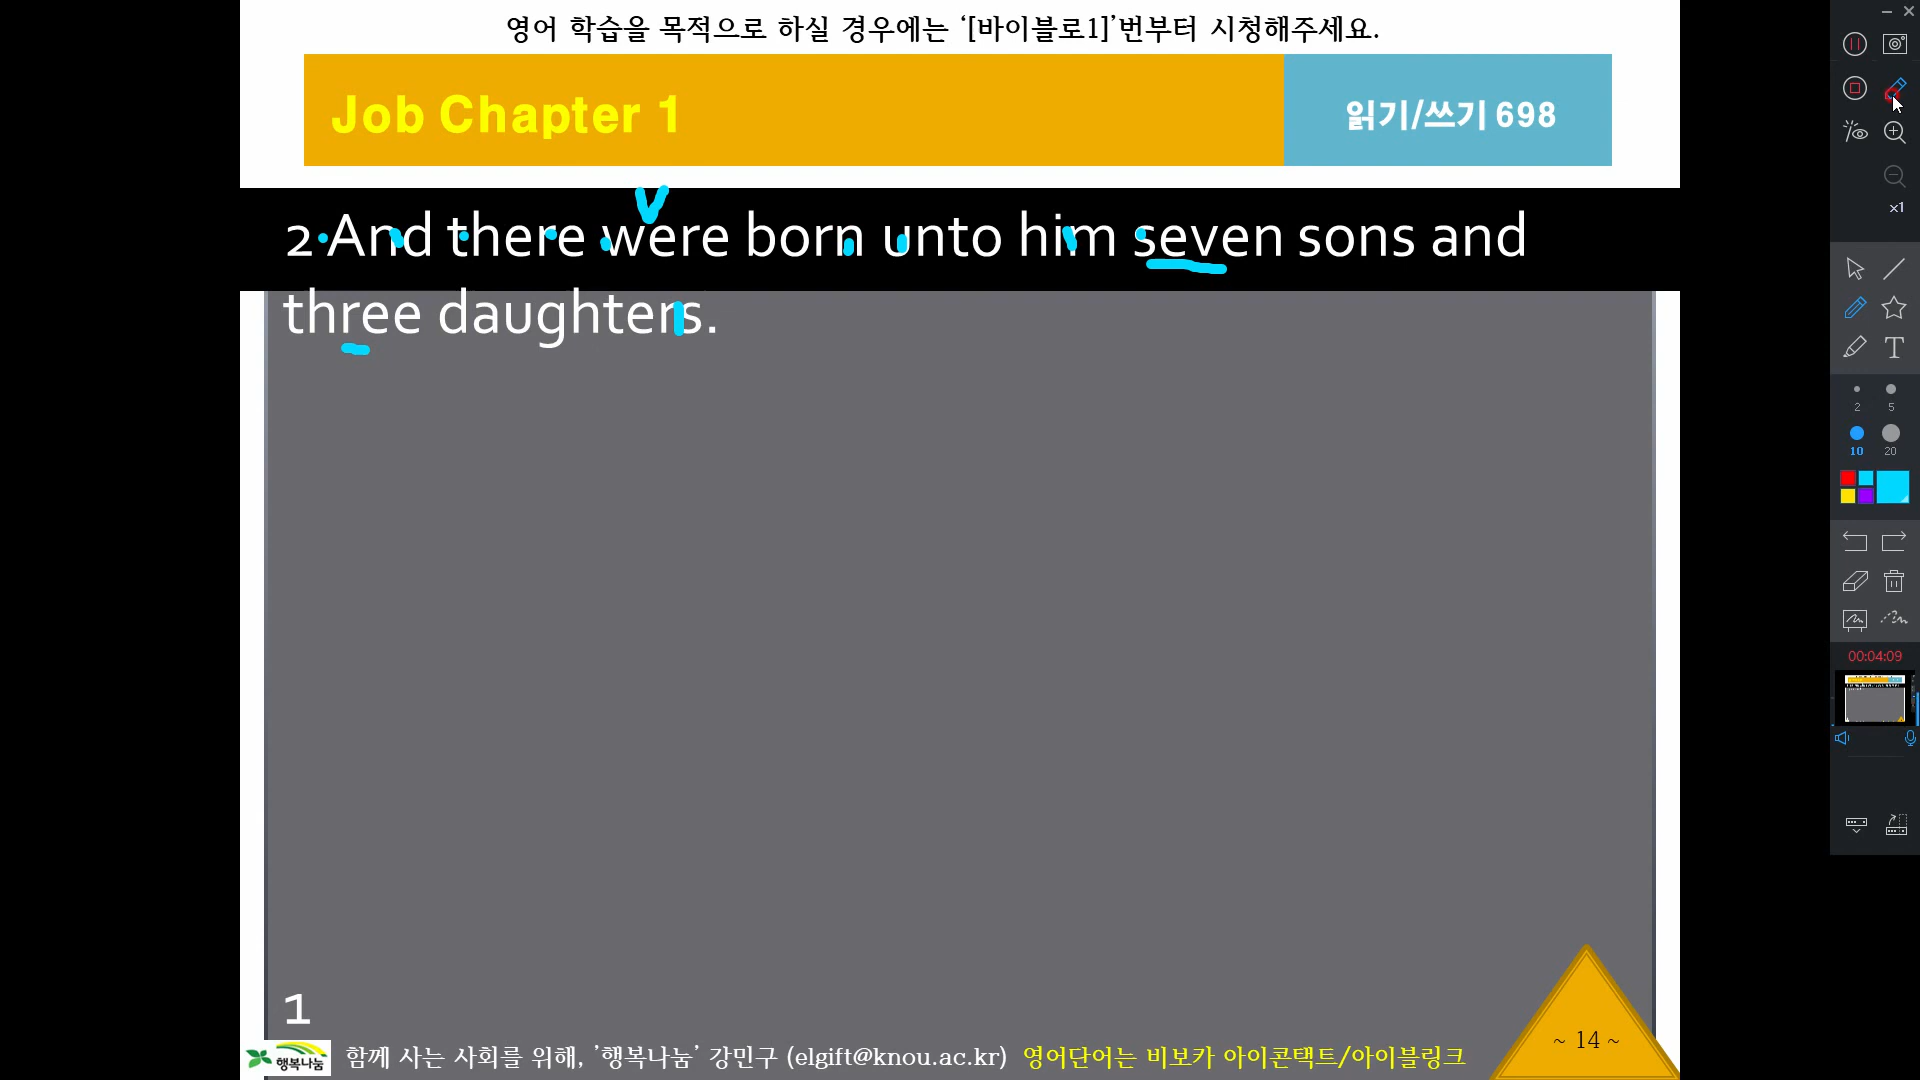 영어 학습을 목적으로 하실 경우에는 ‘[바이블로1]’번부터 시청해주세요.
Job Chapter 1
읽기/쓰기 698
2 And there were born unto him seven sons and
three daughters.
1
~ 14 ~
행복나눔
함께 사는 사회를 위해, ’행복나눔’ 강민구 (elgift@knou.ac.kr) 영어단어는 비보카 아이콘택트/아이블링크
x1
T
2 5
10 20
00:04:09